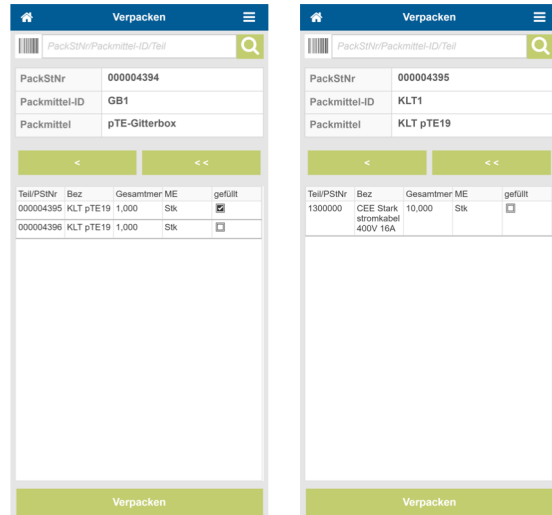 Verpacken
PackStNr/Packmittel-ID/Teil
PackStNr 000004394
Packmittel-ID GB1
Packmittel pTE-Gitterbox
< < <
Teil/PStNr Bez Gesamtmer ME gefüllt
000004395 KLT pTE19 1,000 Stk
000004396 KLT pTE19 1,000 Stk
Verpacken
Verpacken
PackStNr/Packmittel-ID/Teil
PackStNr 000004395
Packmittel-ID KLT1
Packmittel KLT pTE19
< < <
Teil/PStNr Bez Gesamtmer ME gefüllt
1300000 CEE Stark 10,000 Stk
stromkabel
400V 16A
Verpacken